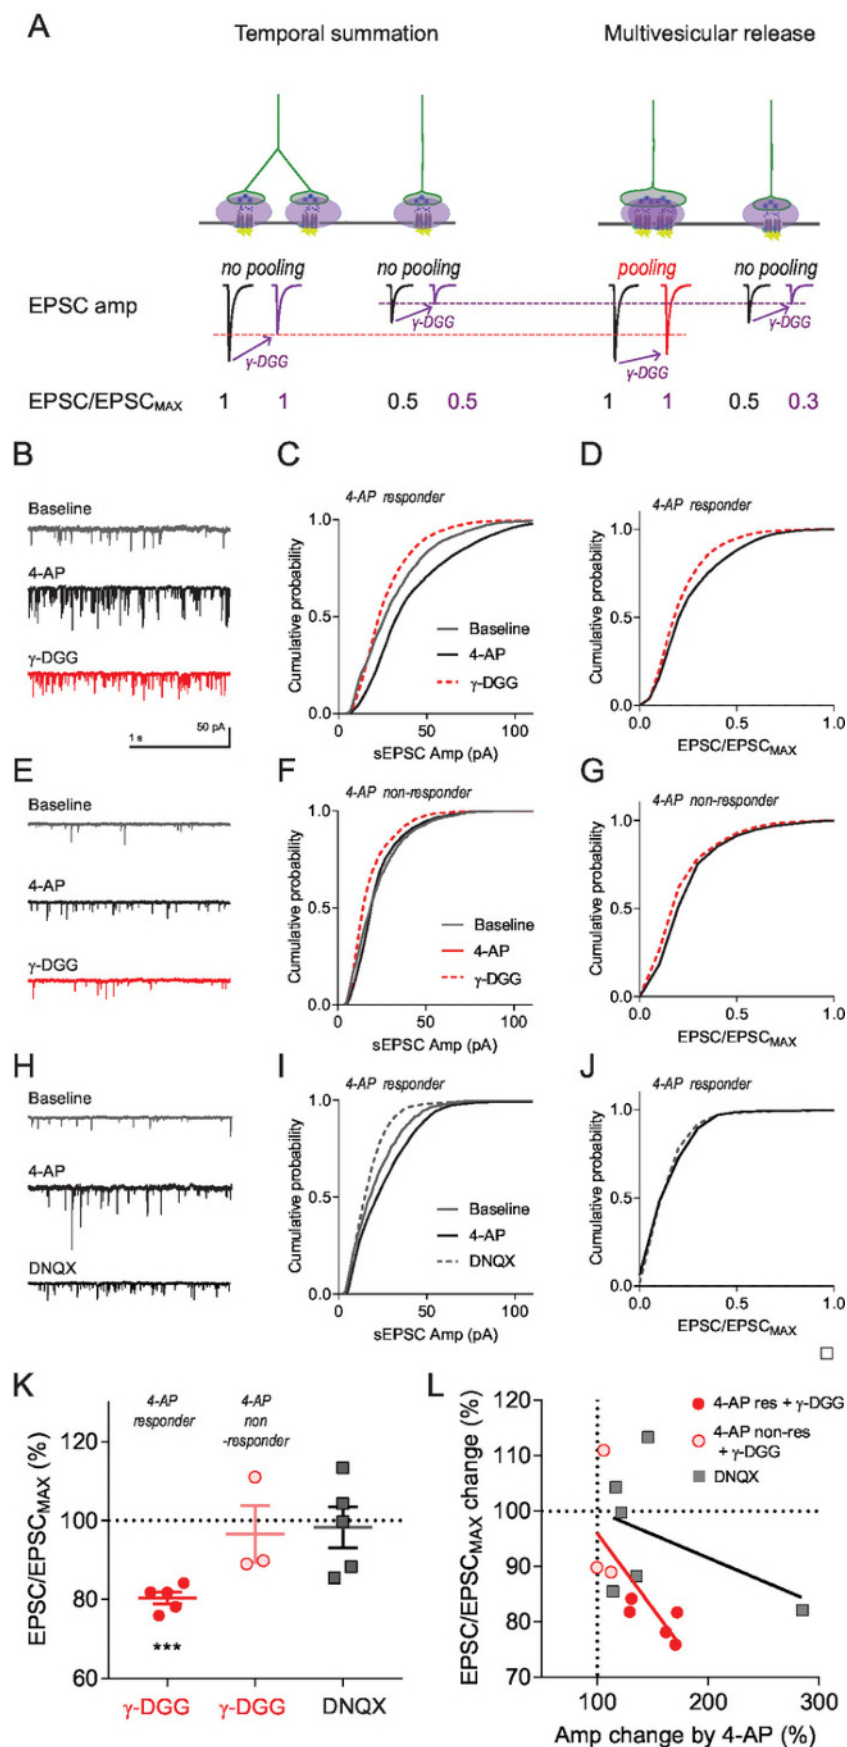 A
Temporal summation
Multivesicular release
no pooling
no pooling
pooling
no pooling
EPSC amp
γ-DGG
γ-DGG
γ-DGG
γ-DGG
EPSC/EPSCMAX
1 1 0.5 0.5 1 1 0.5 0.3
B
Baseline
4-AP
γ-DGG
1 s
50 pA
C
4-AP responder
Cumulative probability
1.0
0.5
0.0
Baseline
4-AP
γ-DGG
0 50 100
sEPSC Amp (pA)
D
4-AP responder
Cumulative probability
1.0
0.5
0.0
0.0 0.5 1.0
EPSC/EPSCMAX
E
Baseline
4-AP
γ-DGG
F
4-AP non-responder
Cumulative probability
1.0
0.5
0.0
Baseline
4-AP
γ-DGG
0 50 100
sEPSC Amp (pA)
G
4-AP non-responder
Cumulative probability
1.0
0.5
0.0
0.0 0.5 1.0
EPSC/EPSCMAX
H
Baseline
4-AP
DNQX
I
4-AP responder
Cumulative probability
1.0
0.5
0.0
Baseline
4-AP
DNQX
0 50 100
sEPSC Amp (pA)
J
4-AP responder
Cumulative probability
1.0
0.5
0.0
0.0 0.5 1.0
EPSC/EPSCMAX
K
4-AP
responder
4-AP
non
-responder
EPSC/EPSCMAX (%)
120
100
80
60
***
γ-DGG γ-DGG DNQX
L
EPSC/EPSCMAX change (%)
120
110
100
90
80
70
4-AP res + γ-DGG
4-AP non-res
+ γ-DGG
DNQX
100 200 300
Amp change by 4-AP (%)